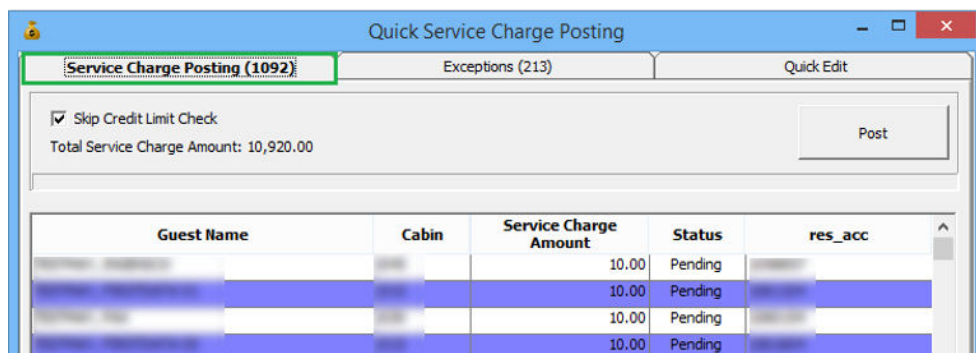 Quick Service Charge Posting
Service Charge Posting (1092) Exceptions (213) Quick Edit
Skip Credit Limit Check
Post
Total Service Charge Amount: 10,920.00
Guest Name Cabin Service Charge Amount Status res_acc
10.00 Pending
10.00 Pending
10.00 Pending
10.00 Pending